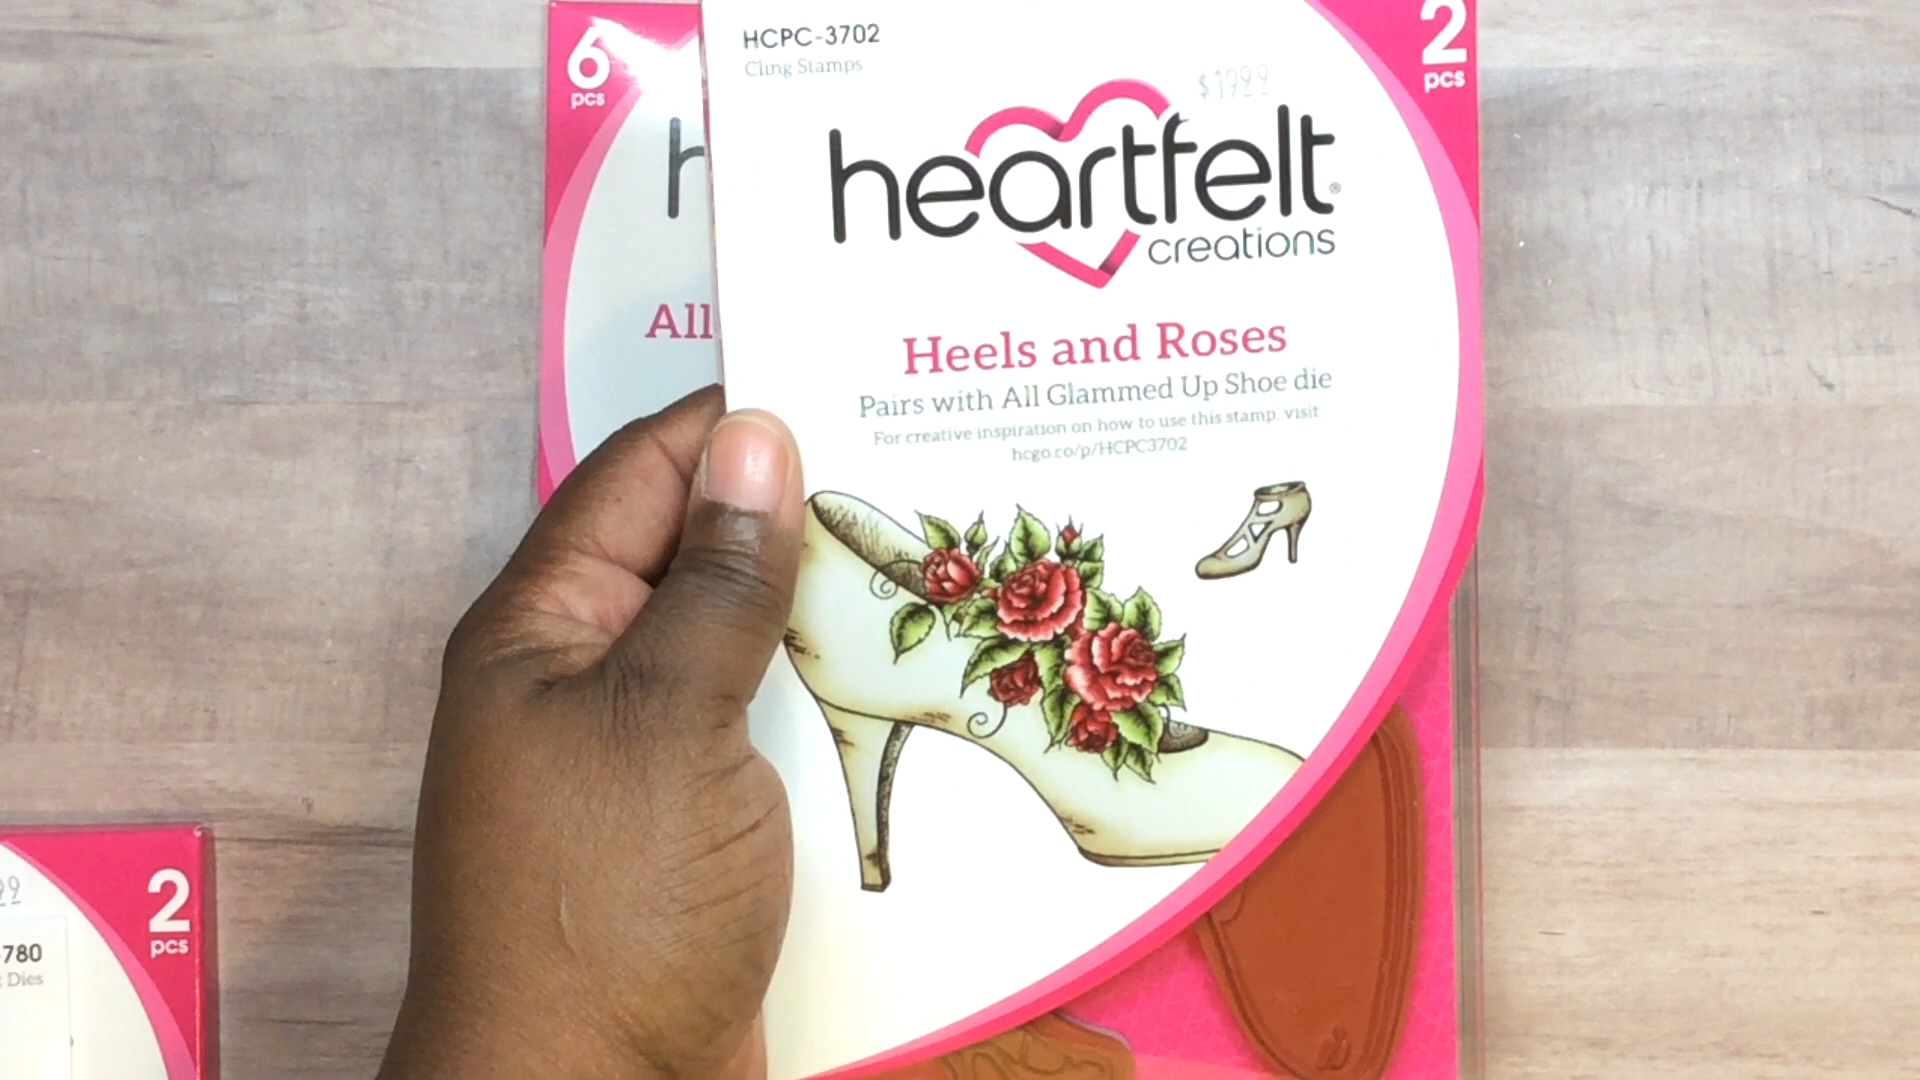 6
pcs
h
All
HCPC-3702
Cling Stamps
$1999
2
pcs
heartfelt®
creations
Heels and Roses
Pairs with All Glammed Up Shoe die
For creative inspiration on how to use this stamp, visit
hcgo.co/p/HCPC3702
99
2
pcs
-780
Dies